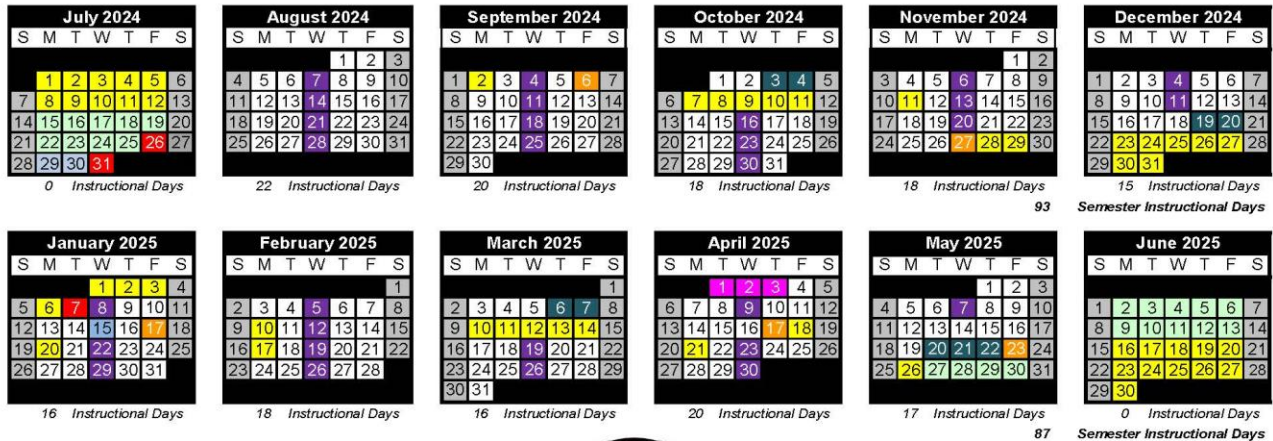 July 2024
S M T W T F S
1 2 3 4 5 6
7 8 9 10 11 12 13
14 15 16 17 18 19 20
21 22 23 24 25 26 27
28 29 30 31
0 Instructional Days
August 2024
S M T W T F S
1 2 3
4 5 6 7 8 9 10
11 12 13 14 15 16 17
18 19 20 21 22 23 24
25 26 27 28 29 30 31
22 Instructional Days
September 2024
S M T W T F S
1 2 3 4 5 6 7
8 9 10 11 12 13 14
15 16 17 18 19 20 21
22 23 24 25 26 27 28
29 30
20 Instructional Days
October 2024
S M T W T F S
1 2 3 4 5
6 7 8 9 10 11 12
13 14 15 16 17 18 19
20 21 22 23 24 25 26
27 28 29 30 31
18 Instructional Days
November 2024
S M T W T F S
1 2
3 4 5 6 7 8 9
10 11 12 13 14 15 16
17 18 19 20 21 22 23
24 25 26 27 28 29 30
18 Instructional Days
December 2024
S M T W T F S
1 2 3 4 5 6 7
8 9 10 11 12 13 14
15 16 17 18 19 20 21
22 23 24 25 26 27 28
29 30 31
15 Instructional Days
93 Semester Instructional Days
January 2025
S M T W T F S
1 2 3 4
5 6 7 8 9 10 11
12 13 14 15 16 17 18
19 20 21 22 23 24 25
26 27 28 29 30 31
16 Instructional Days
February 2025
S M T W T F S
1
2 3 4 5 6 7 8
9 10 11 12 13 14 15
16 17 18 19 20 21 22
23 24 25 26 27 28
18 Instructional Days
March 2025
S M T W T F S
1
2 3 4 5 6 7 8
9 10 11 12 13 14 15
16 17 18 19 20 21 22
23 24 25 26 27 28 29
30 31
16 Instructional Days
April 2025
S M T W T F S
1 2 3 4 5
6 7 8 9 10 11 12
13 14 15 16 17 18 19
20 21 22 23 24 25 26
27 28 29 30
20 Instructional Days
May 2025
S M T W T F S
1 2 3
4 5 6 7 8 9 10
11 12 13 14 15 16 17
18 19 20 21 22 23 24
25 26 27 28 29 30 31
17 Instructional Days
June 2025
S M T W T F S
1 2 3 4 5 6 7
8 9 10 11 12 13 14
15 16 17 18 19 20 21
22 23 24 25 26 27 28
29 30
0 Instructional Days
87 Semester Instructional Days